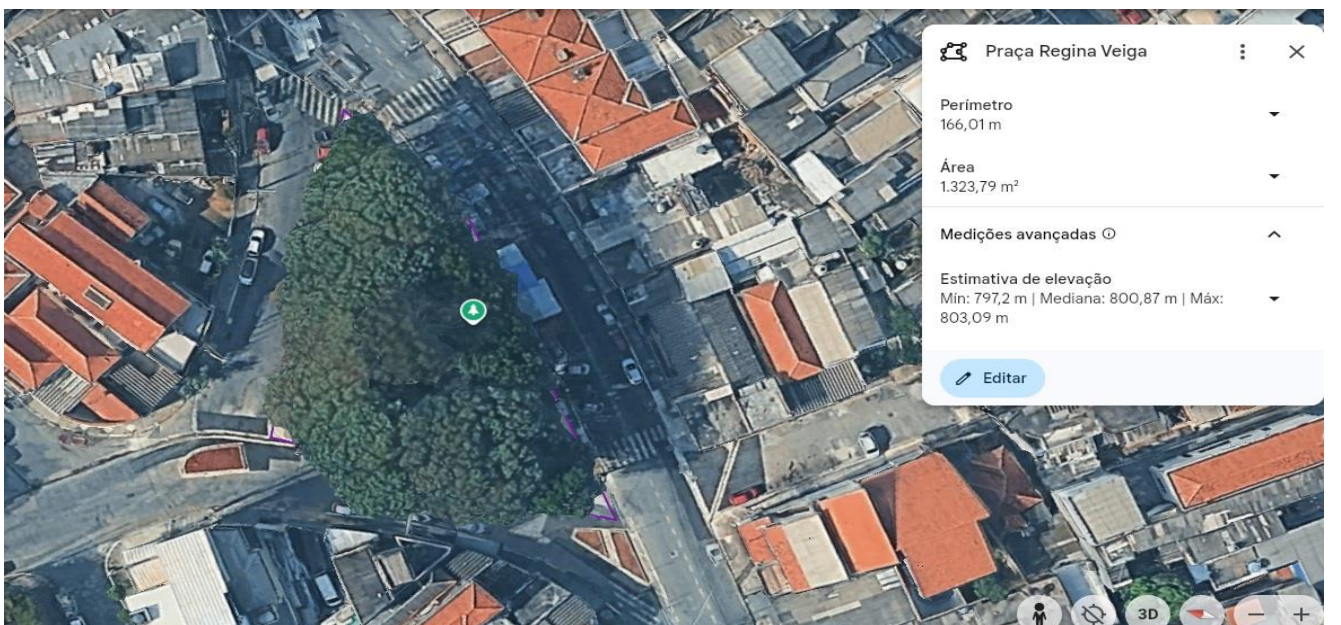 Praça Regina Veiga
Perímetro
166,01 m
Área
1.323,79 m²
Medições avançadas
Estimativa de elevação
Mín: 797,2 m | Mediana: 800,87 m | Máx:
803,09 m
Editar
3D